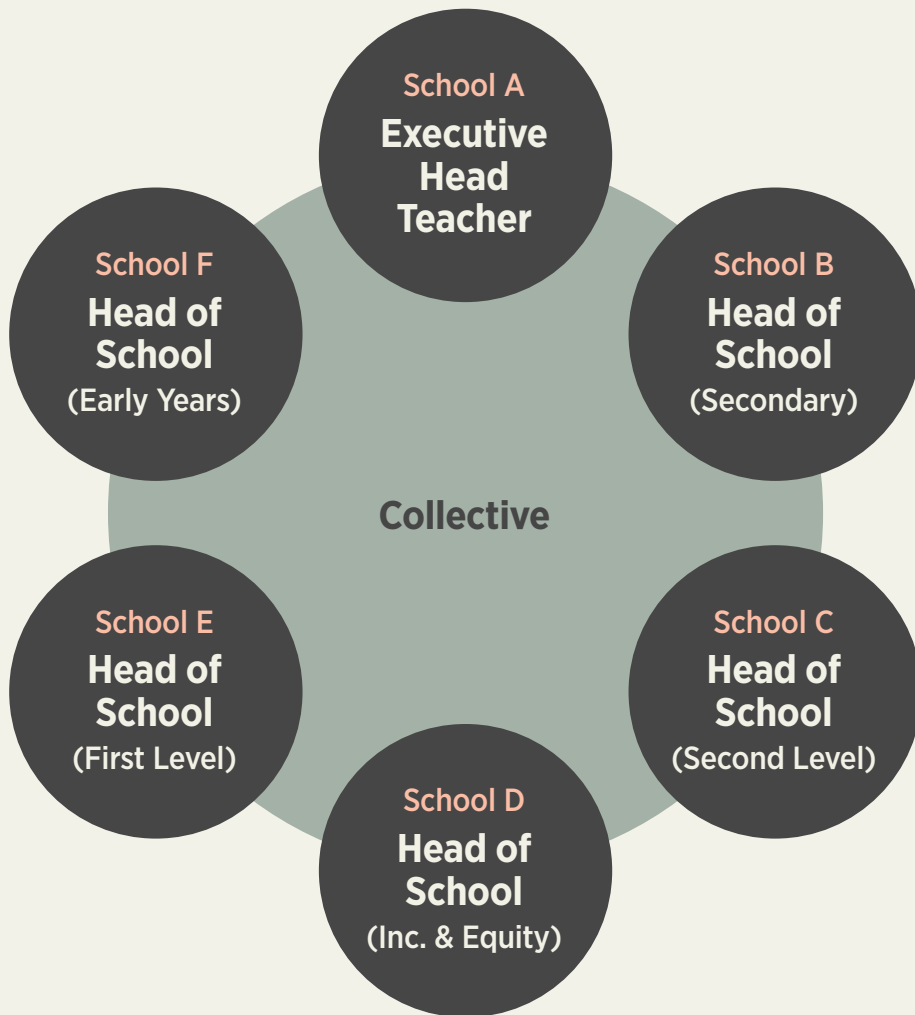 School A
Executive
Head
Teacher
School B
Head of
School
(Secondary)
School C
Head of
School
(Second Level)
School D
Head of
School
(Inc. & Equity)
School E
Head of
School
(First Level)
School F
Head of
School
(Early Years)
Collective